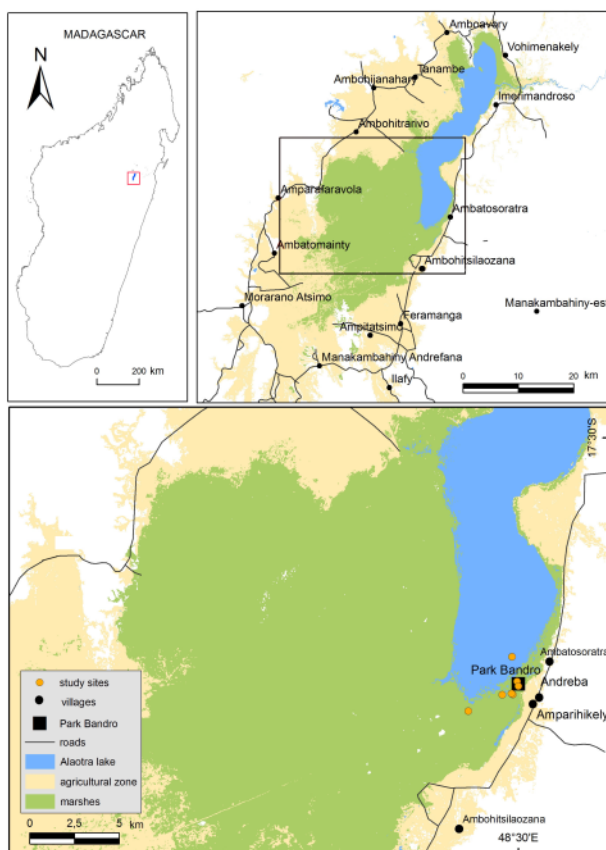 MADAGASCAR
N
0 200 km
Amboavory
Vohimenakely
Tanambe
Ambohijanahary
Imerimandroso
Ambohitranivo
Amparafaravola
Ambatosoratra
Ambatomainty
Ambohitsilaozana
Morarano Atsimo
Manakambahiny-es
Feramanga
Ampitatsimo
Manakambahiny Andrefana
Ilafy
0 10 20 km
17°30'S
Ambatosoratra
Park Bandro
Andreba
Amparihikely
study sites
villages
Park Bandro
roads
Alaotra lake
agricultural zone
marshes
0 2,5 5 km
Ambohitsilaozana
48°30'E